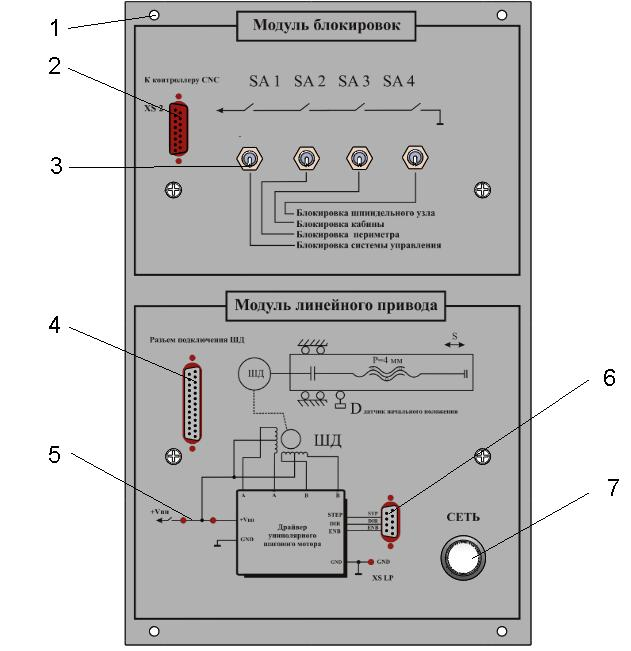 1
Модуль блокировок
2
К контроллеру CNC
SA 1 SA 2 SA 3 SA 4
XS 2
3
Блокировка шпиндельного узла
Блокировка кабины
Блокировка периметра
Блокировка системы управления
Модуль линейного привода
4
Разьем подключения ШД
S
P=4 мм
ШД
6
D датчик начального положения
ШД
5
A A B B
+Vвн
+Vвн
STEP
STP
DIR
DIR
ENB
ENB
Драйвер
униполярного
шагового мотора
GND
GND
GND
XS LP
СЕТЬ
7